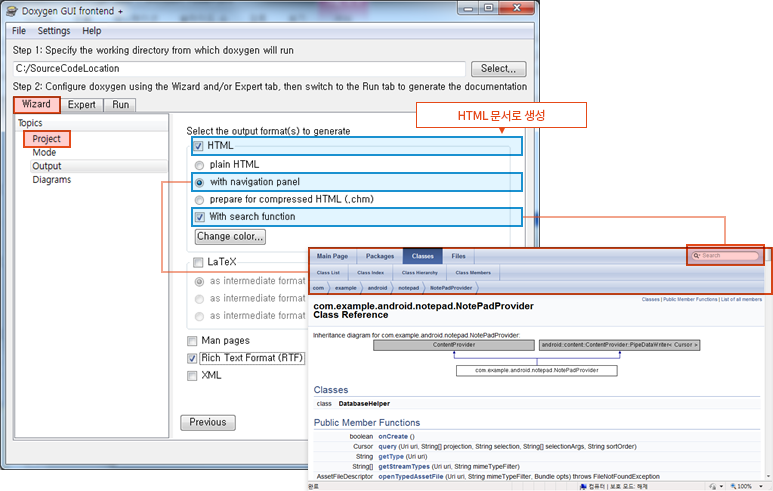 Doxygen GUI frontend +
File Settings Help
Step 1: Specify the working directory from which doxygen will run
C:/SourceCodeLocation
Select...
Step 2: Configure doxygen using the Wizard and/or Expert tab, then switch to the Run tab to generate the documentation
Wizard Expert Run
Topics
Project
Mode
Output
Diagrams
HTML 문서로 생성
Select the output format(s) to generate
HTML
plain HTML
with navigation panel
prepare for compressed HTML (.chm)
With search function
Change color...
LaTeX
as intermediate format
as intermediate format
as intermediate format
Man pages
Rich Text Format (RTF)
XML
Previous
Main Page Packages Classes Files
Search
Class List Class Index Class Hierarchy Class Members
com example android notepad NotePadProvider
Classes | Public Member Functions | List of all members
com.example.android.notepad.NotePadProvider
Class Reference
Inheritance diagram for com.example.android.notepad.NotePadProvider:
ContentProvider
android::content::ContentProvider::PipeDataWriter< Cursor >
com.example.android.notepad.NotePadProvider
Classes
class DatabaseHelper
Public Member Functions
boolean onCreate ()
Cursor query (Uri uri, String[] projection, String selection, String[] selectionArgs, String sortOrder)
String getType (Uri uri)
String[] getStreamTypes (Uri uri, String mimeTypeFilter)
AssetFileDescriptor openTypedAssetFile (Uri uri, String mimeTypeFilter, Bundle opts) throws FileNotFoundException
완료
컴퓨터 | 보호 모드: 해제
100%